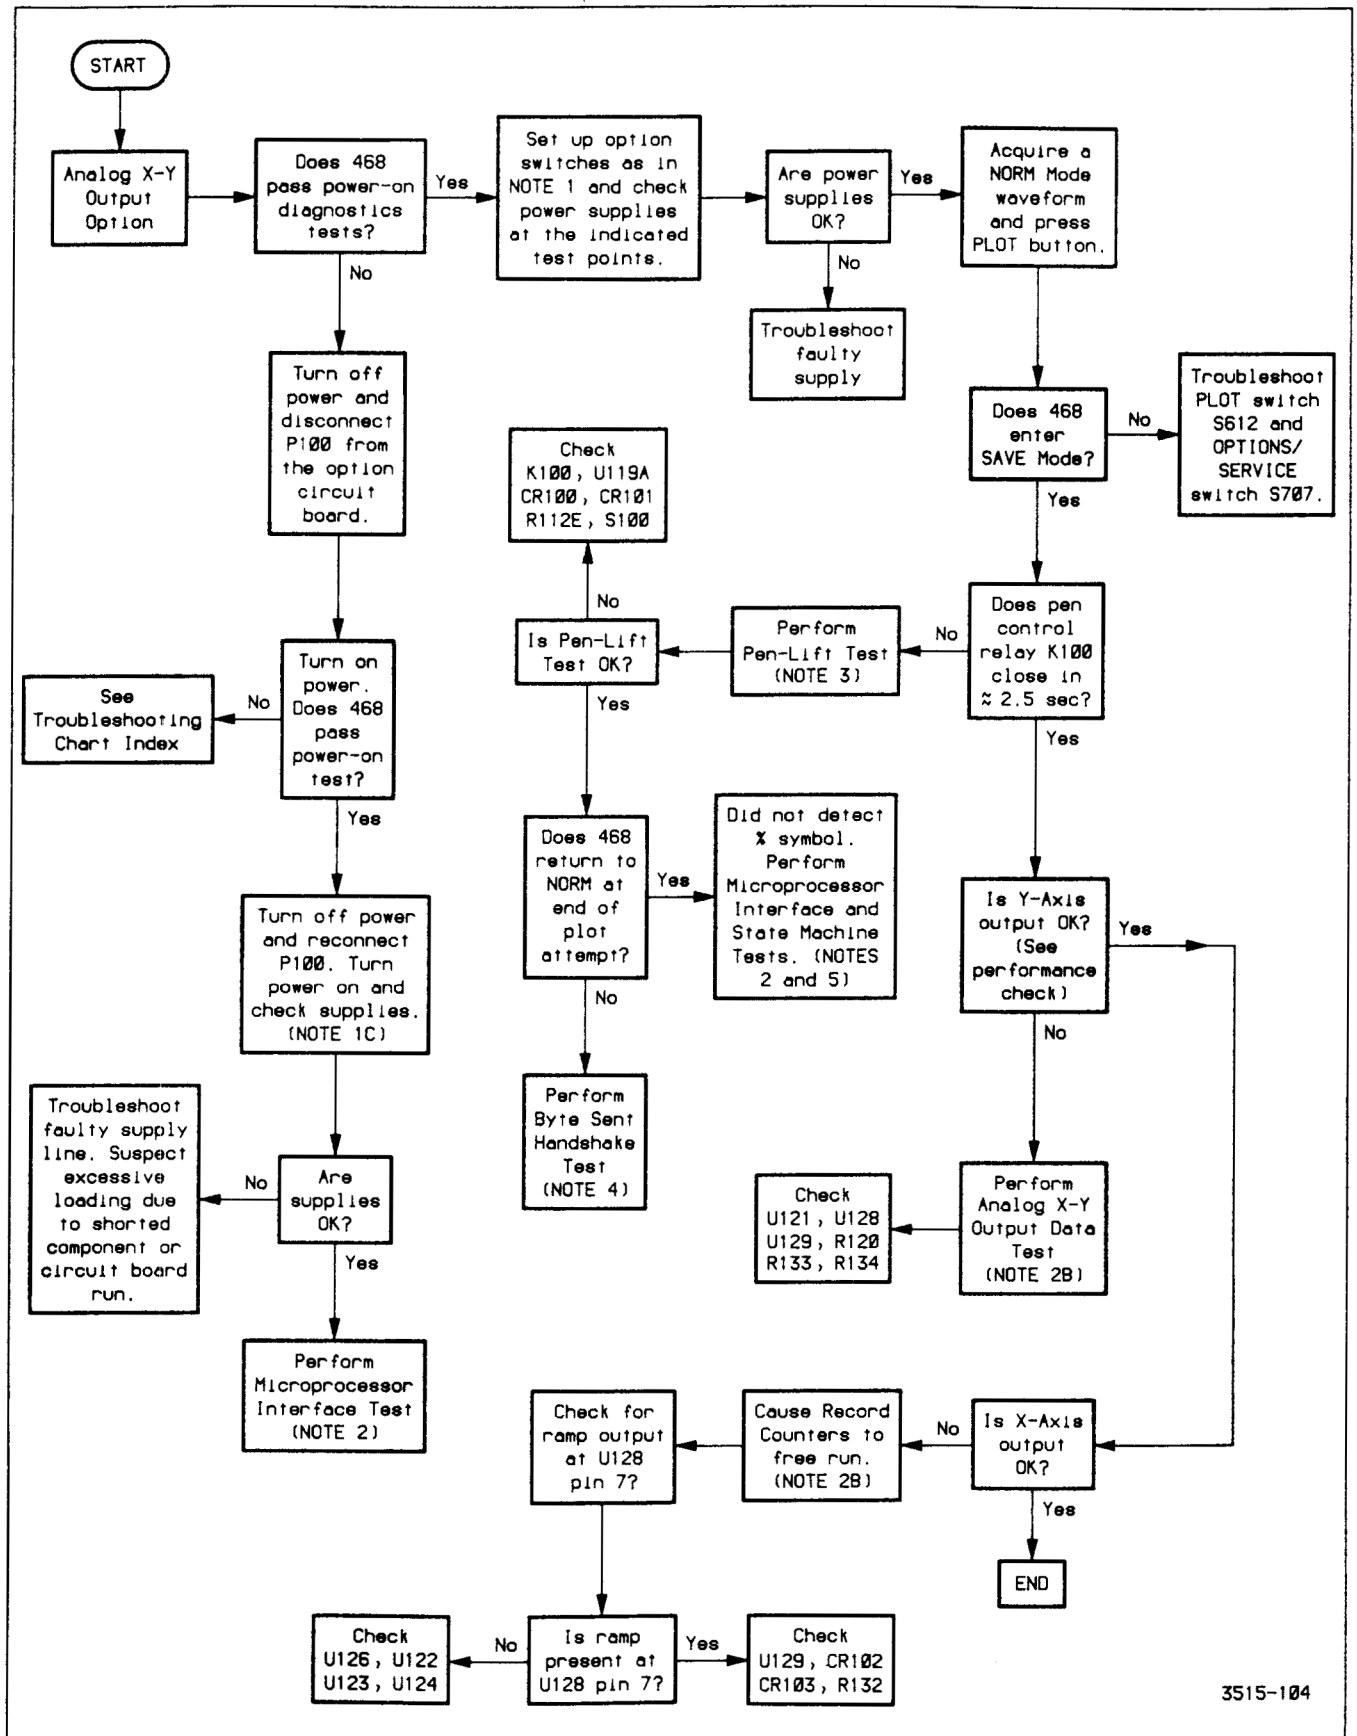 START
Analog X-Y
Output
Option
Does 468
pass power-on
diagnostics
tests?
Yes
No
Set up option
switches as in
NOTE 1 and check
power supplies
at the indicated
test points.
Are power
supplies
OK?
Yes
No
Troubleshoot
faulty
supply
Acquire a
NORM Mode
waveform
and press
PLOT button.
Does 468
enter
SAVE Mode?
No
Troubleshoot
PLOT switch
S612 and
OPTIONS/
SERVICE
switch S707.
Yes
Turn off
power and
disconnect
P100 from
the option
circuit
board.
Check
K100, U119A
CR100, CR101
R112E, S100
No
Is Pen-Lift
Test OK?
Yes
Perform
Pen-Lift Test
(NOTE 3)
No
Does pen
control
relay K100
close in
≈ 2.5 sec?
Yes
See
Troubleshooting
Chart Index
No
Turn on
power.
Does 468
pass
power-on
test?
Yes
Does 468
return to
NORM at
end of
plot
attempt?
Yes
No
Did not detect
% symbol.
Perform
Microprocessor
Interface and
State Machine
Tests. (NOTES
2 and 5)
Is Y-Axis
output OK?
(See
performance
check)
Yes
No
Turn off power
and reconnect
P100. Turn
power on and
check supplies.
(NOTE 1C)
Perform
Byte Sent
Handshake
Test
(NOTE 4)
Troubleshoot
faulty supply
line. Suspect
excessive
loading due
to shorted
component or
circuit board
run.
No
Are
supplies
OK?
Yes
Check
U121, U128
U129, R120
R133, R134
Perform
Analog X-Y
Output Data
Test
(NOTE 2B)
Perform
Microprocessor
Interface Test
(NOTE 2)
Check for
ramp output
at U128
pin 7?
Cause Record
Counters to
free run.
(NOTE 2B)
No
Is X-Axis
output
OK?
Yes
END
Check
U126, U122
U123, U124
No
Is ramp
present at
U128 pin 7?
Yes
Check
U129, CR102
CR103, R132
3515-104